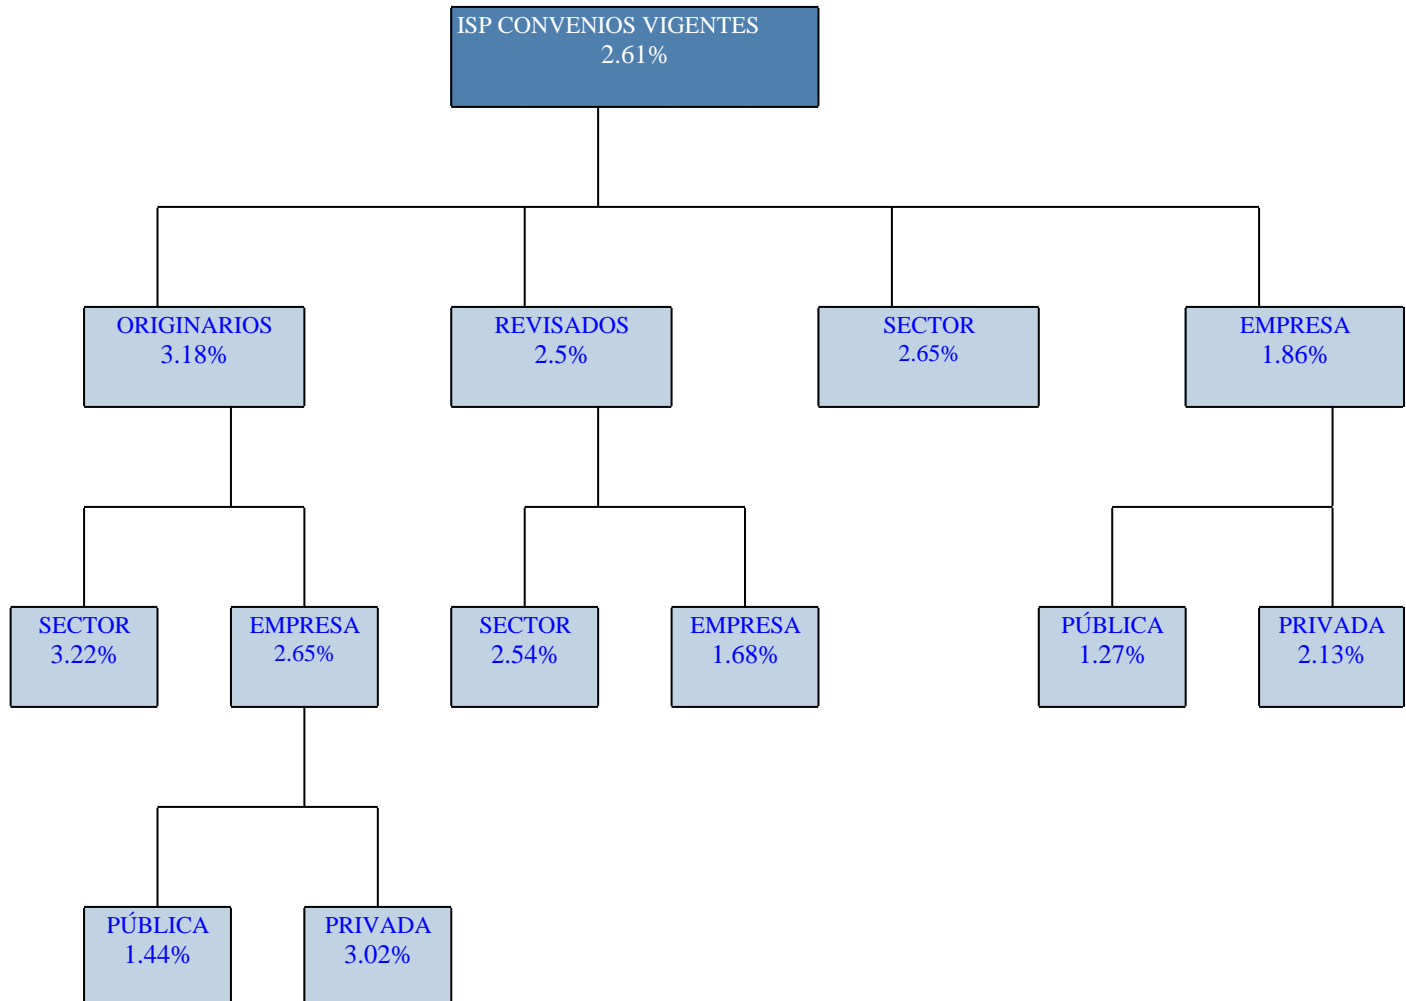 ISP CONVENIOS VIGENTES
2.61%
ORIGINARIOS
3.18%
REVISADOS
2.5%
SECTOR
2.65%
EMPRESA
1.86%
SECTOR
3.22%
EMPRESA
2.65%
SECTOR
2.54%
EMPRESA
1.68%
PÚBLICA
1.27%
PRIVADA
2.13%
PÚBLICA
1.44%
PRIVADA
3.02%